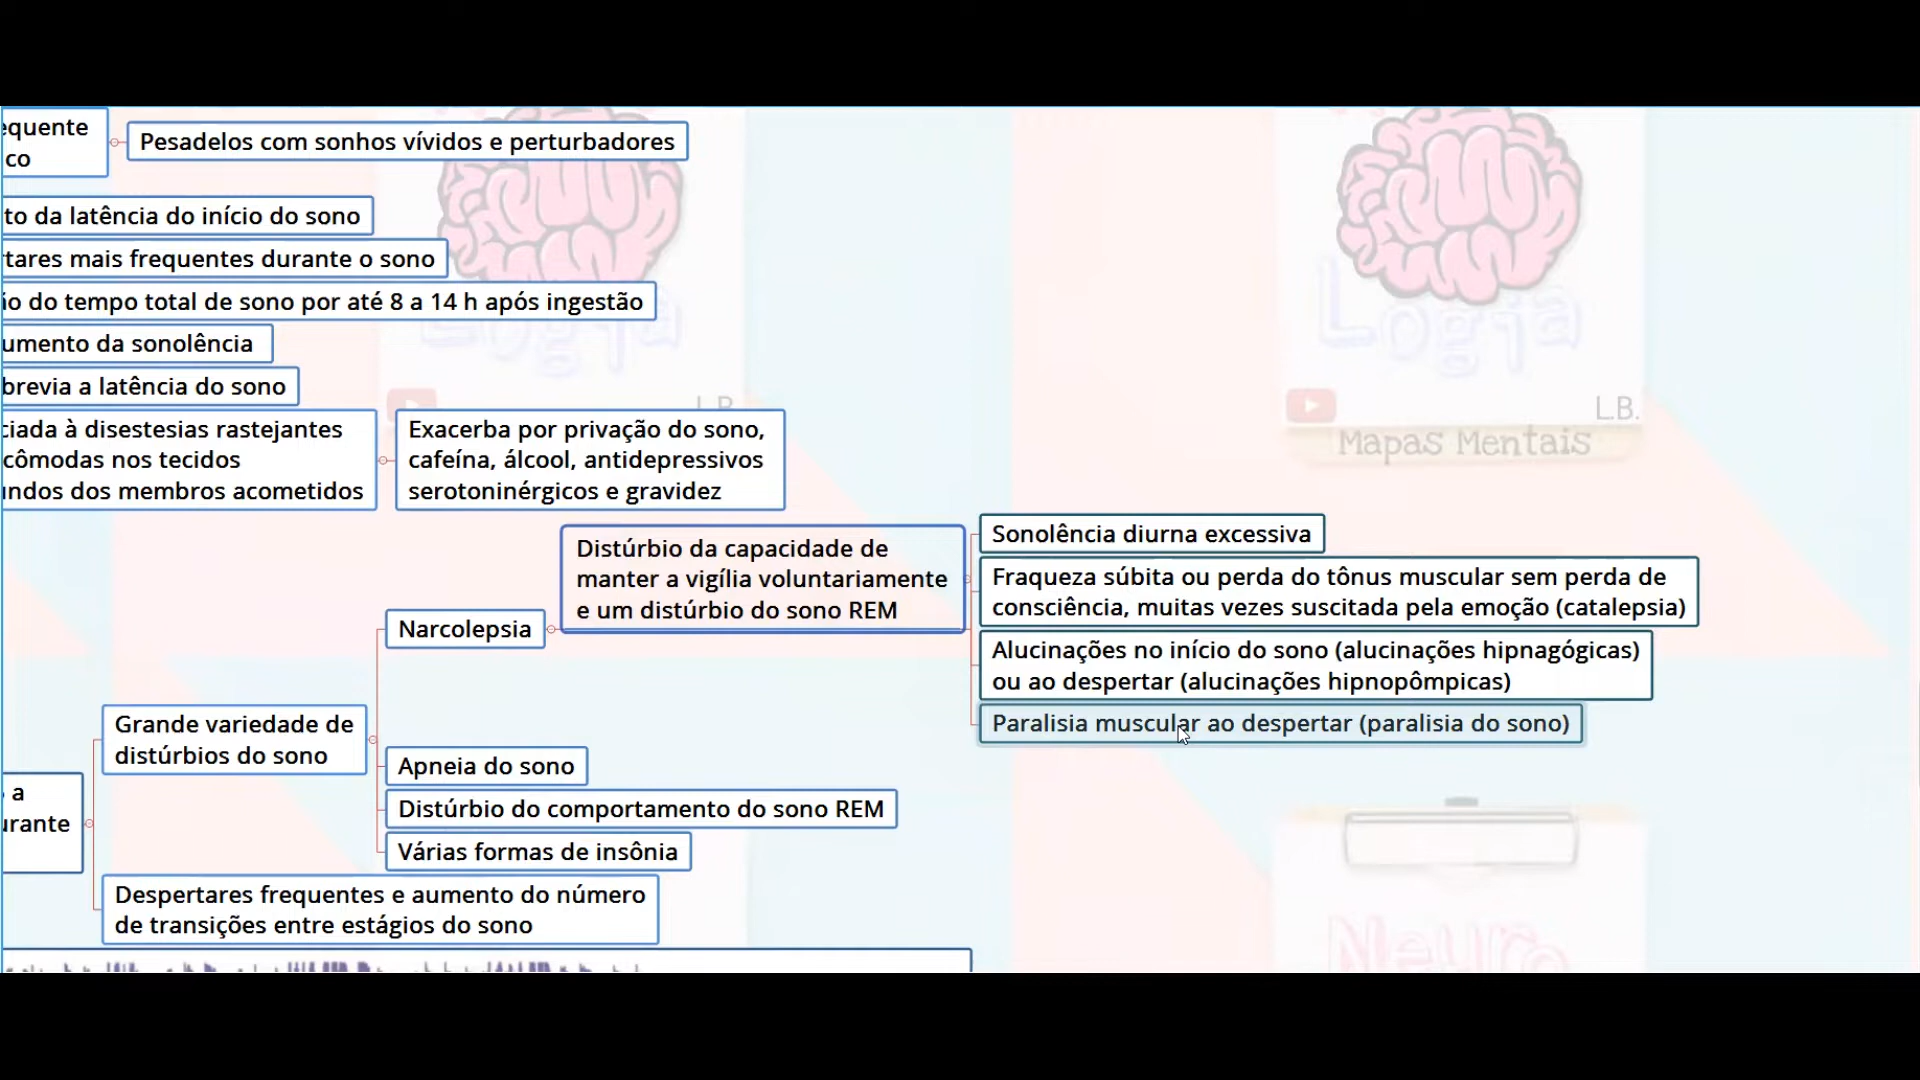 equente
co
Pesadelos com sonhos vívidos e perturbadores
to da latência do início do sono
rtares mais frequentes durante o sono
ão do tempo total de sono por até 8 a 14 h após ingestão
umento da sonolência
brevia a latência do sono
ciada à disestesias rastejantes
cômodas nos tecidos
undos dos membros acometidos
Exacerba por privação do sono,
cafeína, álcool, antidepressivos
serotoninérgicos e gravidez
Logia
L.B.
Logia
L.B.
Mapas Mentais
Distúrbio da capacidade de
manter a vigília voluntariamente
e um distúrbio do sono REM
Sonolência diurna excessiva
Fraqueza súbita ou perda do tônus muscular sem perda de
consciência, muitas vezes suscitada pela emoção (catalepsia)
Narcolepsia
Alucinações no início do sono (alucinações hipnagógicas)
ou ao despertar (alucinações hipnopômpicas)
Paralisia muscular ao despertar (paralisia do sono)
Grande variedade de
distúrbios do sono
Apneia do sono
a
urante
Distúrbio do comportamento do sono REM
Várias formas de insônia
Despertares frequentes e aumento do número
de transições entre estágios do sono
Neuro